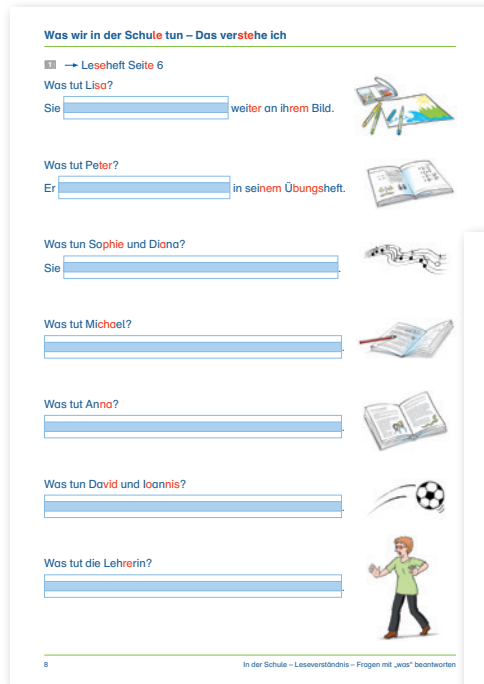 Was wir in der Schule tun – Das verstehe ich
1 → Leseheft Seite 6
Was tut Lisa?
Sie weiter an ihrem Bild.
Was tut Peter?
Er in seinem Übungsheft.
Was tun Sophie und Diana?
Sie .
Was tut Michael?
.
Was tut Anna?
.
Was tun David und Ioannis?
.
Was tut die Lehrerin?
.
8 In der Schule – Leseverständnis – Fragen mit „was“ beantworten